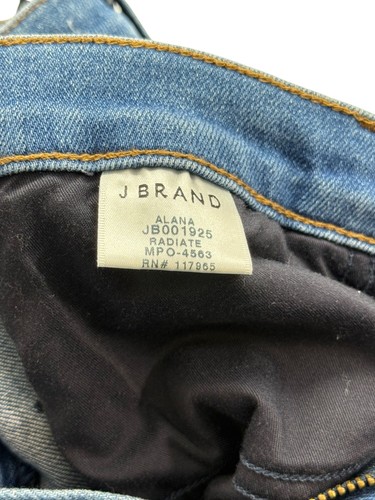 J BRAND
ALANA
JB001925
RADIATE
MPO-4563
RN# 117965